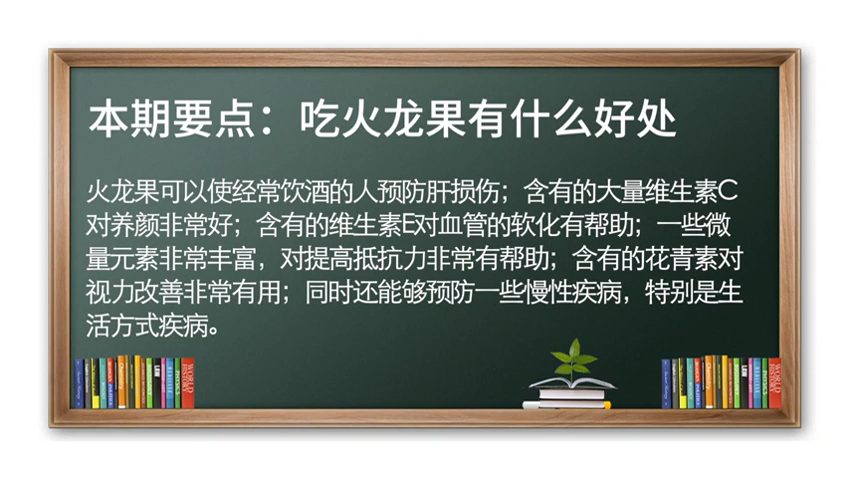 本期要点：吃火龙果有什么好处
火龙果可以使经常饮酒的人预防肝损伤；含有的大量维生素C
对养颜非常好；含有的维生素E对血管的软化有帮助；一些微
量元素非常丰富，对提高抵抗力非常有帮助；含有的花青素对
视力改善非常有用；同时还能够预防一些慢性疾病，特别是生
活方式疾病。
WORLD HISTORY
WORLD HISTORY